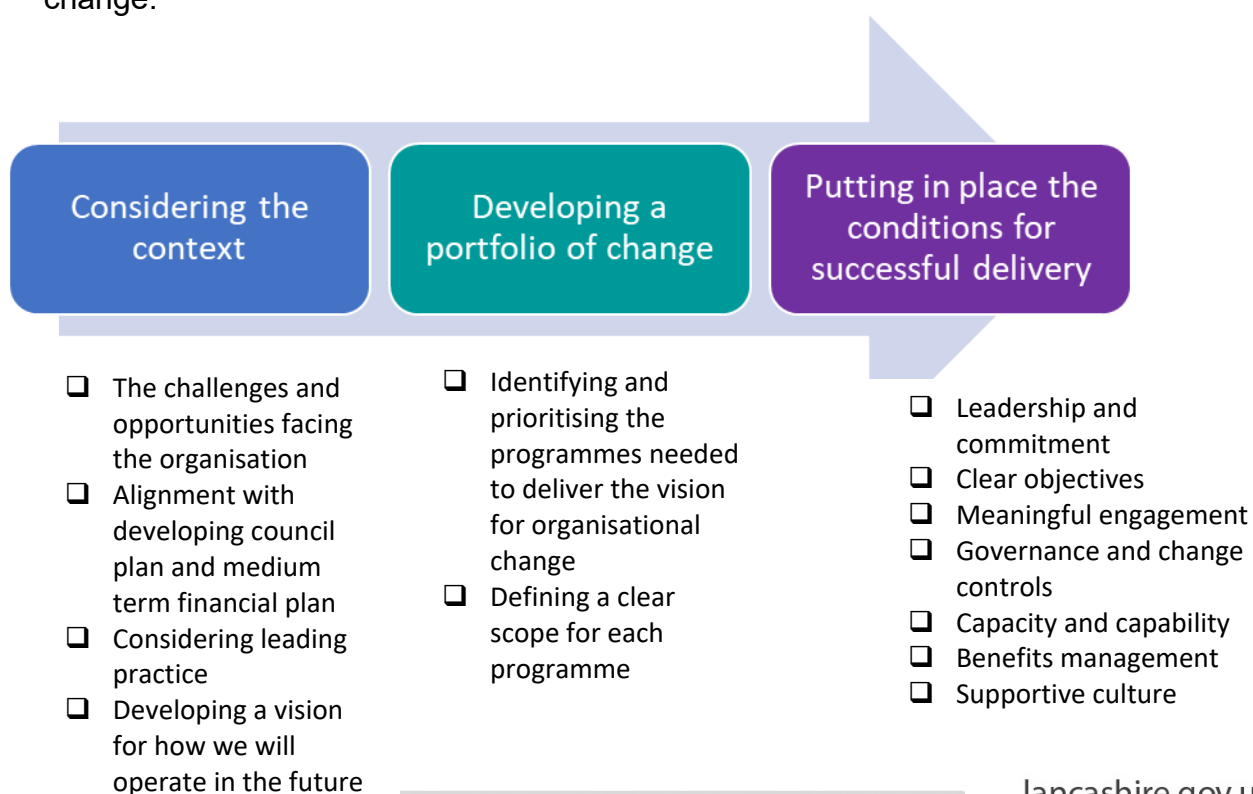 change.
Considering the
context
Developing a
portfolio of change
Putting in place the
conditions for
successful delivery
❑ The challenges and
opportunities facing
the organisation
❑ Alignment with
developing council
plan and medium
term financial plan
❑ Considering leading
practice
❑ Developing a vision
for how we will
operate in the future
❑ Identifying and
prioritising the
programmes needed
to deliver the vision
for organisational
change
❑ Defining a clear
scope for each
programme
❑ Leadership and
commitment
❑ Clear objectives
❑ Meaningful engagement
❑ Governance and change
controls
❑ Capacity and capability
❑ Benefits management
❑ Supportive culture
lancashire.gov.u